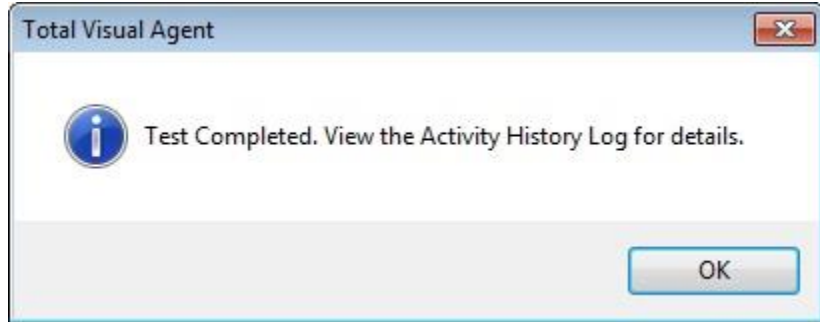 Total Visual Agent
Test Completed. View the Activity History Log for details.
OK